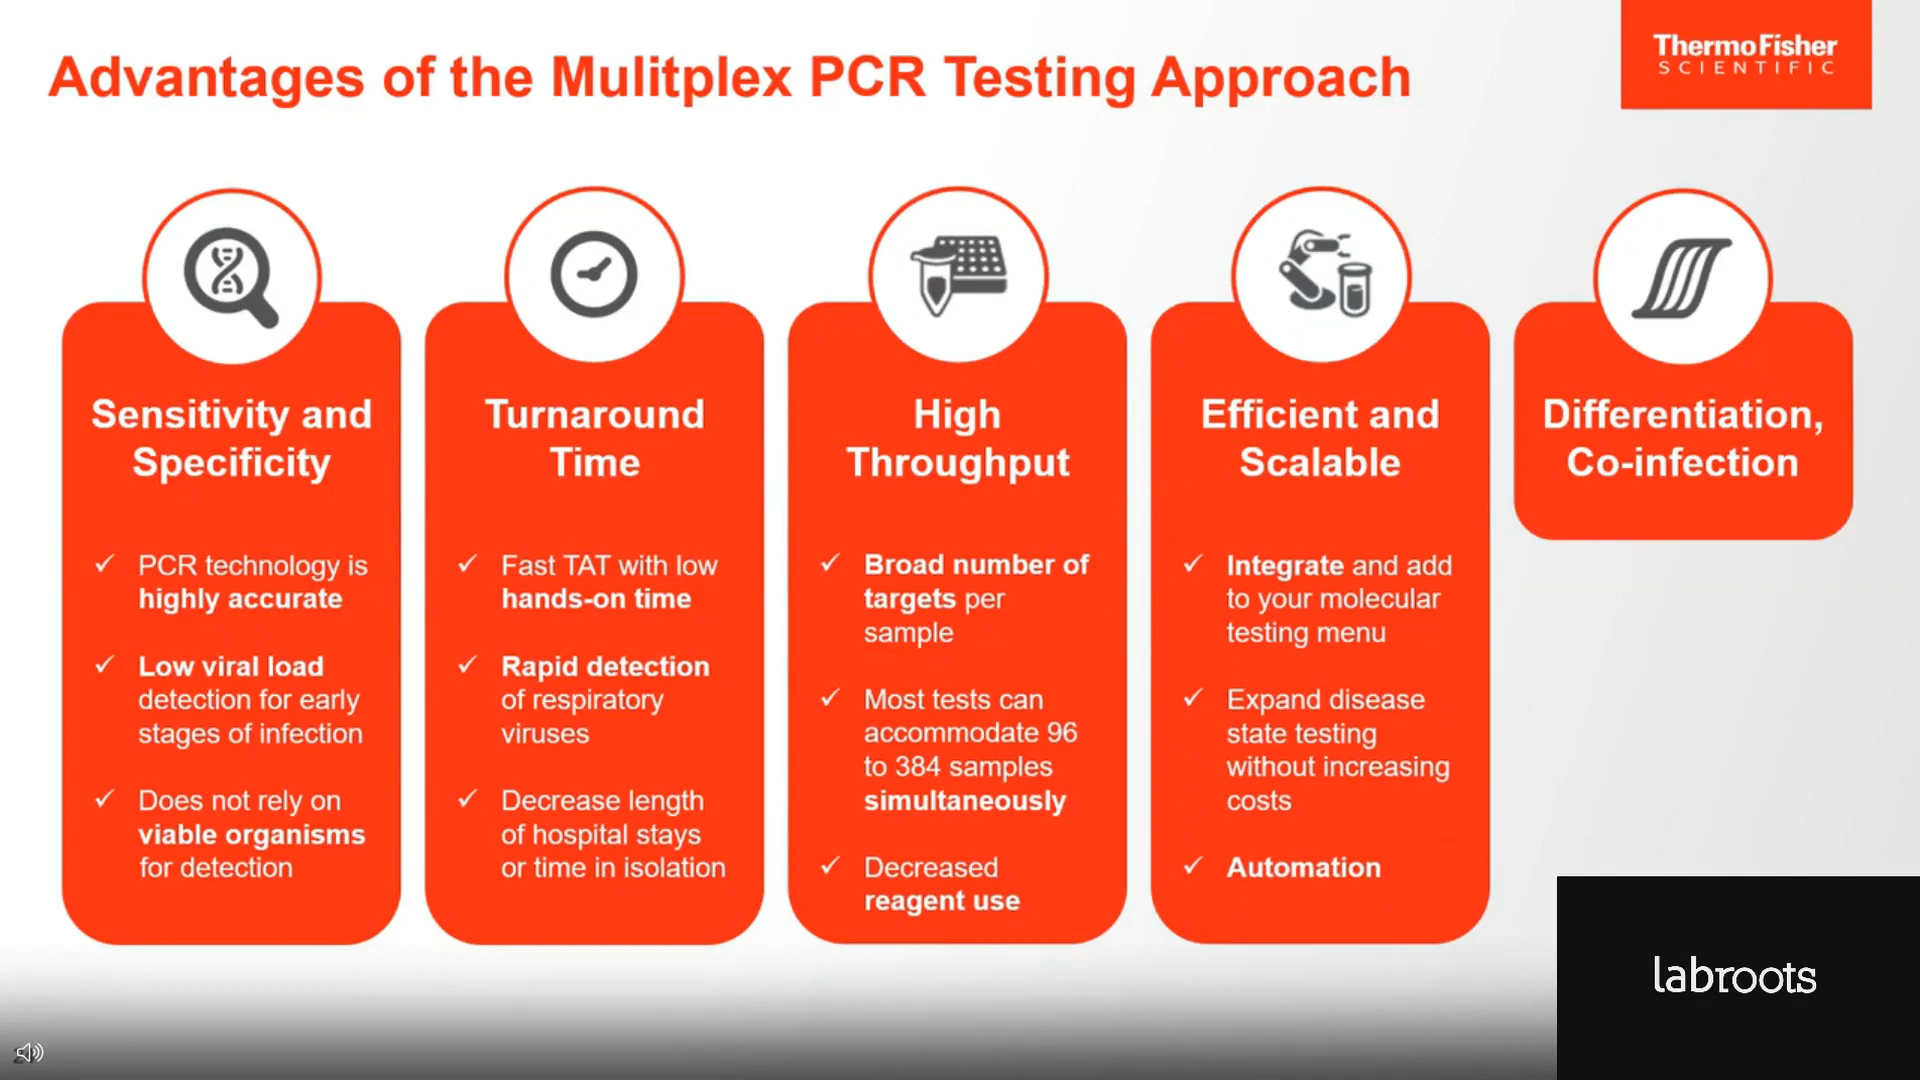 Advantages of the Mulitplex PCR Testing Approach
ThermoFisher
SCIENTIFIC
Sensitivity and
Specificity
✓ PCR technology is
highly accurate
✓ Low viral load
detection for early
stages of infection
✓ Does not rely on
viable organisms
for detection
Turnaround
Time
✓ Fast TAT with low
hands-on time
✓ Rapid detection
of respiratory
viruses
✓ Decrease length
of hospital stays
or time in isolation
High
Throughput
✓ Broad number of
targets per
sample
✓ Most tests can
accommodate 96
to 384 samples
simultaneously
✓ Decreased
reagent use
Efficient and
Scalable
✓ Integrate and add
to your molecular
testing menu
✓ Expand disease
state testing
without increasing
costs
✓ Automation
Differentiation,
Co-infection
labroots